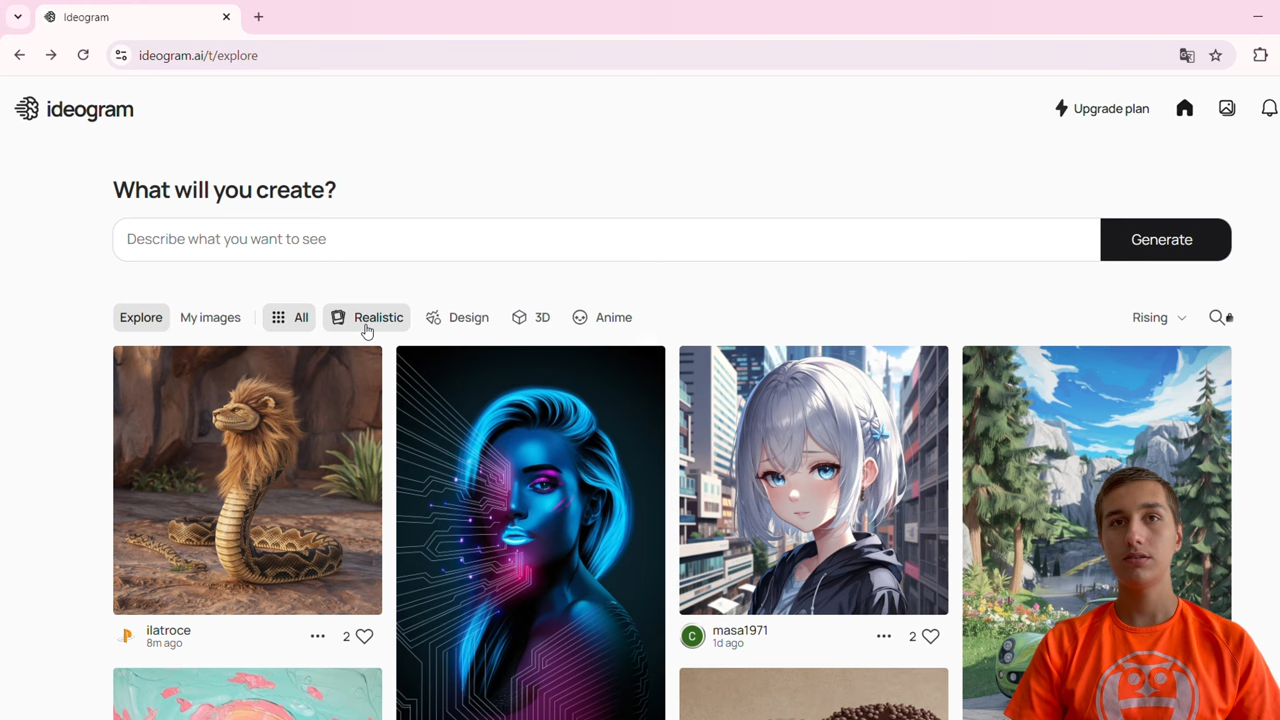 Ideogram
ideogram.ai/t/explore
ideogram
Upgrade plan
What will you create?
Describe what you want to see
Generate
Explore
My images
All
Realistic
Design
3D
Anime
Rising
ilatroce
8m ago
2
C
masa1971
1d ago
2